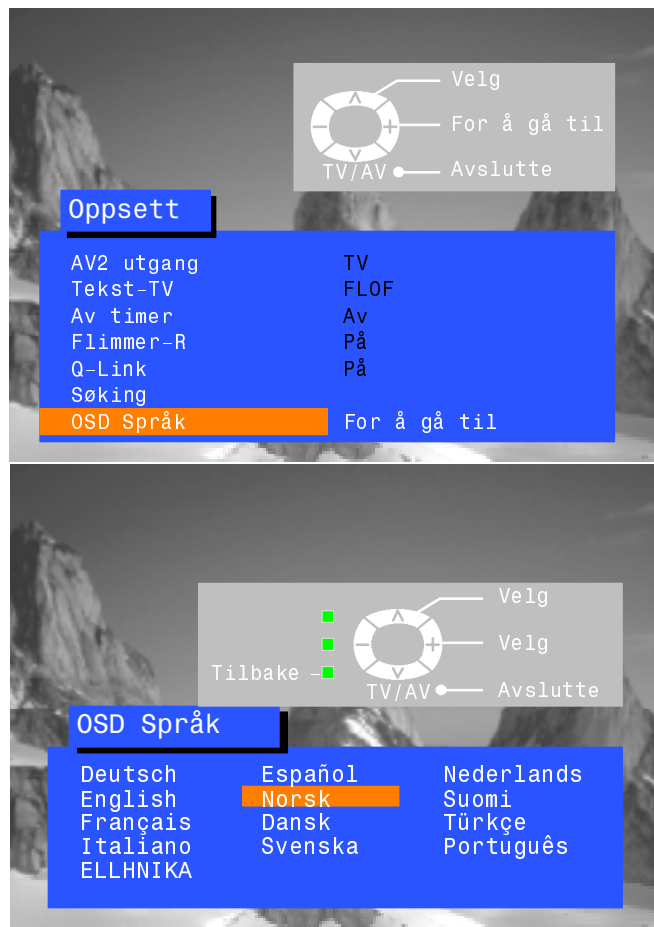 Velg
For å gå til
TV/AV Avslutte
Oppsett
AV2 utgang TV
Tekst-TV FLOF
Av timer Av
Flimmer-R På
Q-Link På
Søking
OSD Språk For å gå til
Velg
Velg
Tilbake
TV/AV Avslutte
OSD Språk
Deutsch Español Nederlands
English Norsk Suomi
Français Dansk Türkçe
Italiano Svenska Português
ELLHNIKA